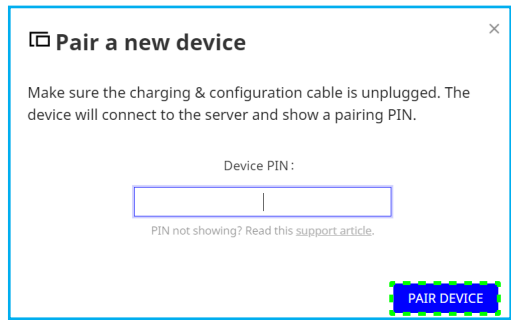 Pair a new device
Make sure the charging & configuration cable is unplugged. The
device will connect to the server and show a pairing PIN.
Device PIN:
PIN not showing? Read this support article.
PAIR DEVICE